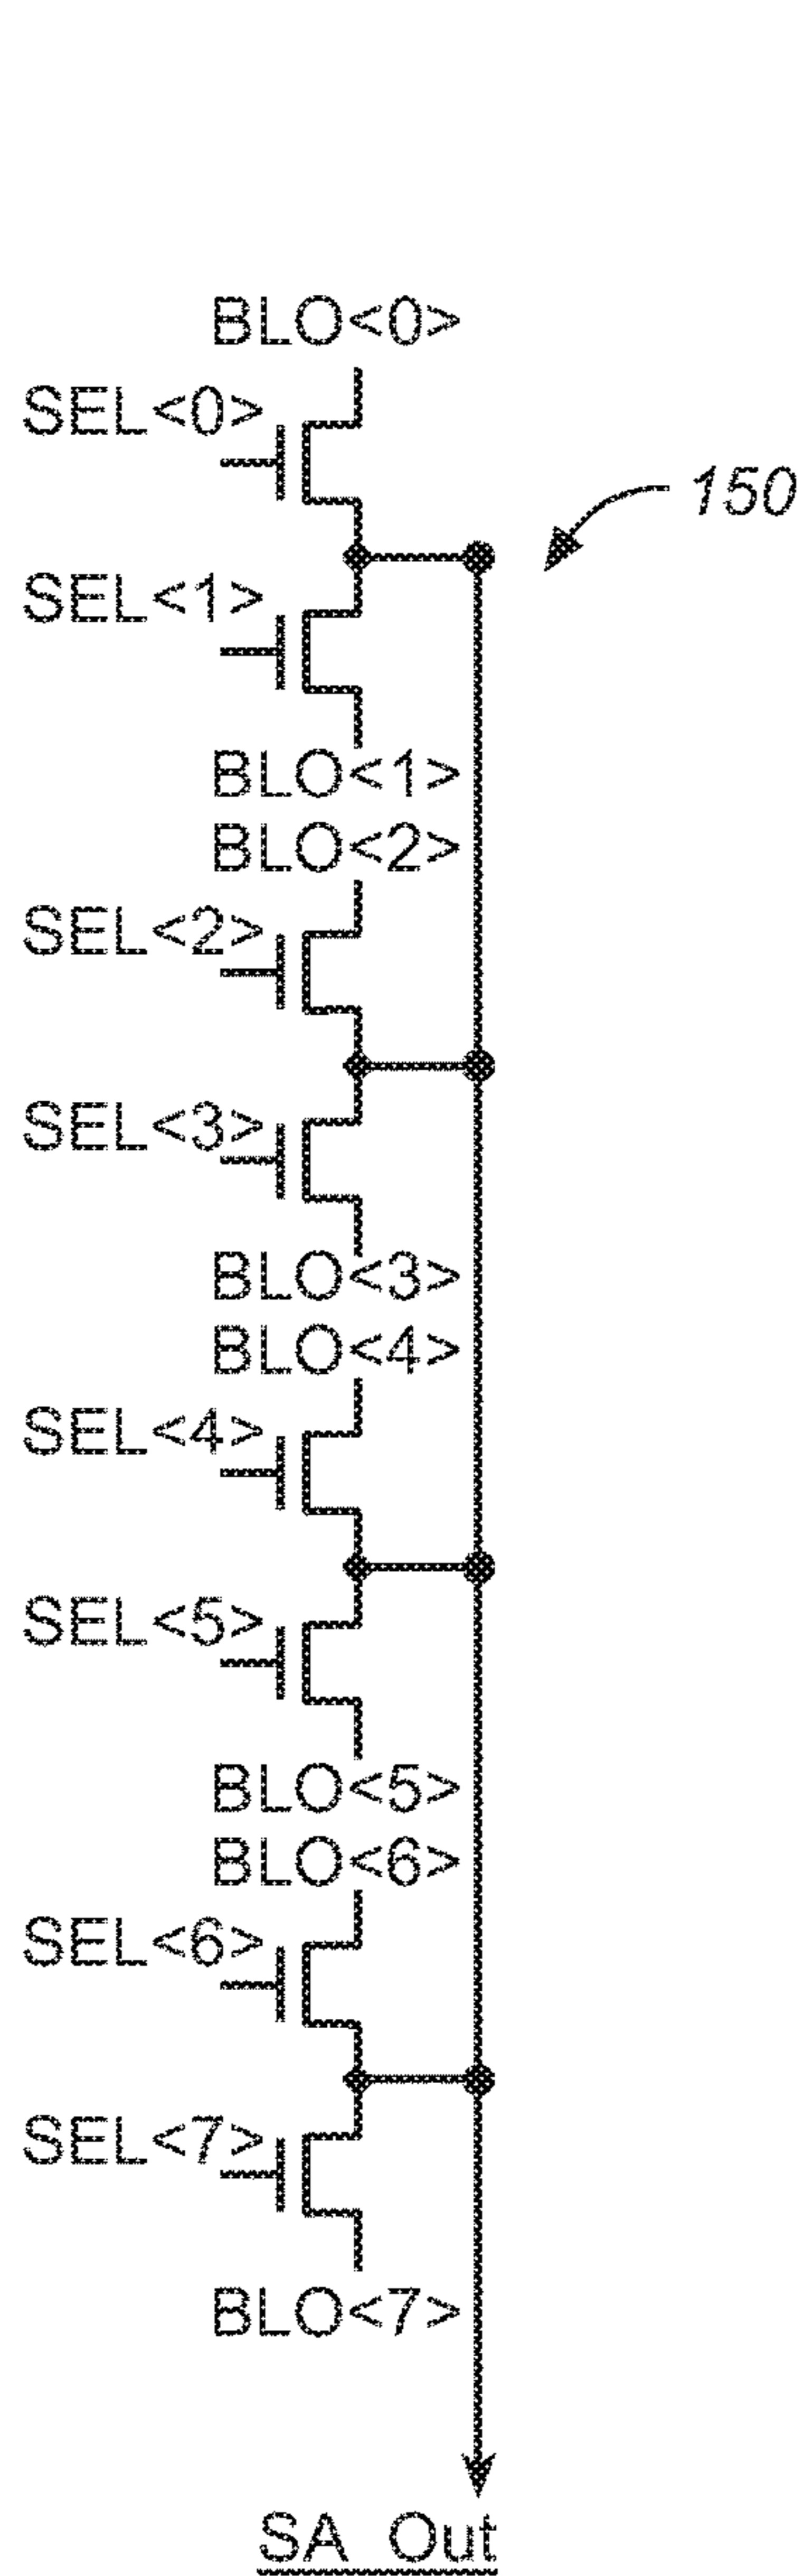 BLO<0>
SEL<0>
150
SEL<1>
BLO<1>
BLO<2>
SEL<2>
SEL<3>
BLO<3>
BLO<4>
SEL<4>
SEL<5>
BLO<5>
BLO<6>
SEL<6>
SEL<7>
BLO<7>
SA Out